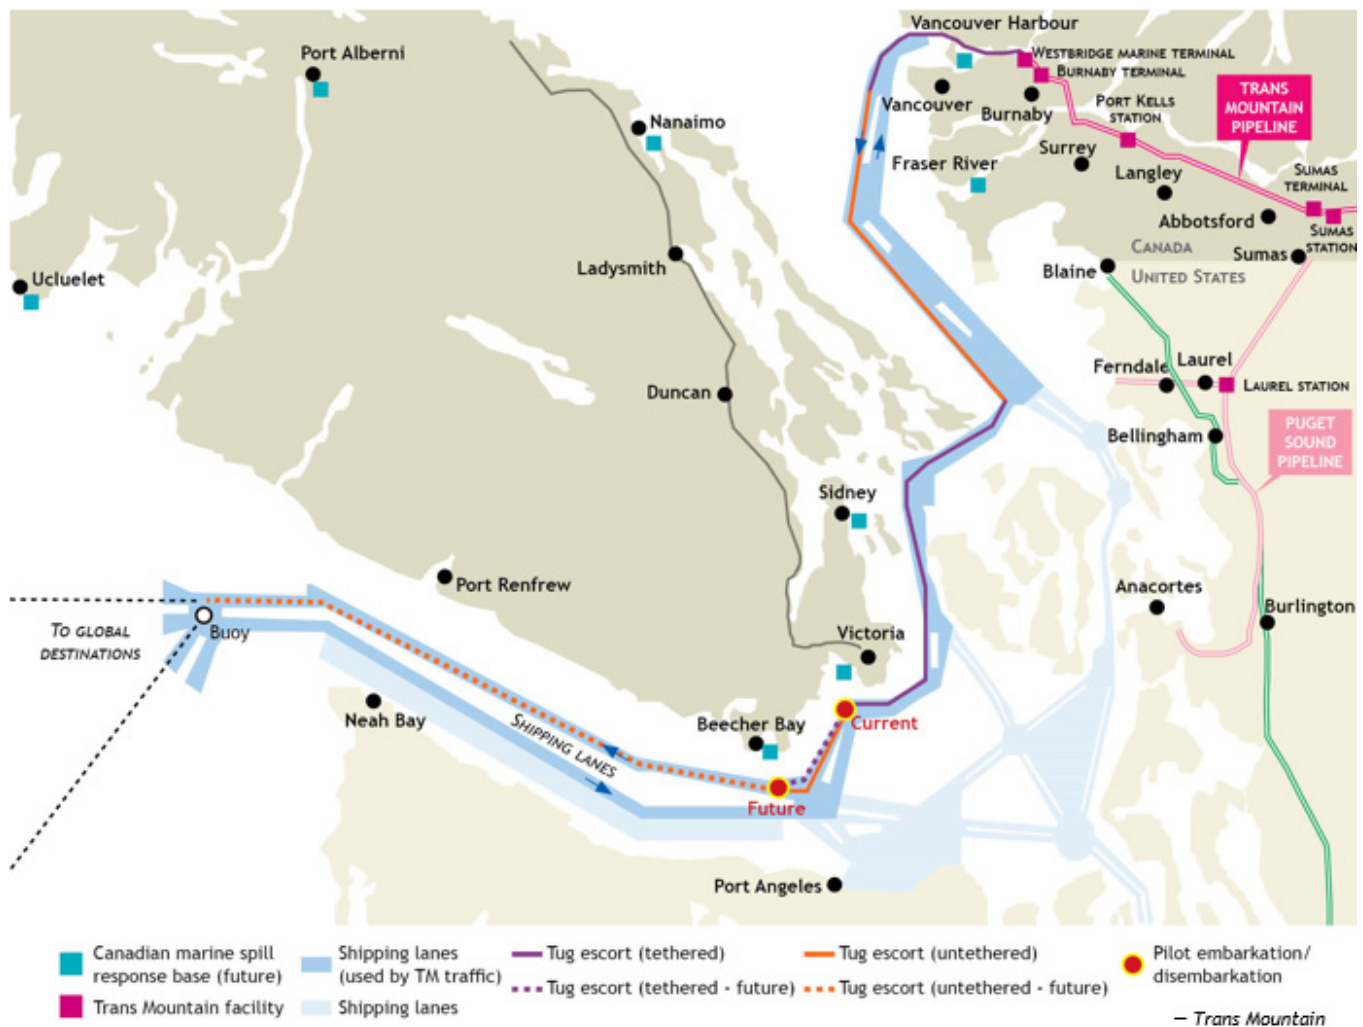 Vancouver Harbour
Port Alberni
Westbridge marine terminal
Burnaby terminal
Vancouver
Burnaby
Port Kells
station
Trans
Mountain
Pipeline
Nanaimo
Fraser River
Surrey
Langley
Sumas
terminal
Abbotsford
Sumas
station
Canada
Sumas
Ladysmith
Blaine
United States
Ucluelet
Ferndale
Laurel
Laurel station
Duncan
Bellingham
Puget
Sound
Pipeline
Sidney
Port Renfrew
Anacortes
Burlington
To global
destinations
Buoy
Victoria
Neah Bay
Shipping lanes
Beecher Bay
Current
Future
Port Angeles
Canadian marine spill
response base (future)
Trans Mountain facility
Shipping lanes
(used by TM traffic)
Shipping lanes
Tug escort (tethered)
Tug escort (tethered - future)
Tug escort (untethered)
Tug escort (untethered - future)
Pilot embarkation/
disembarkation
— Trans Mountain